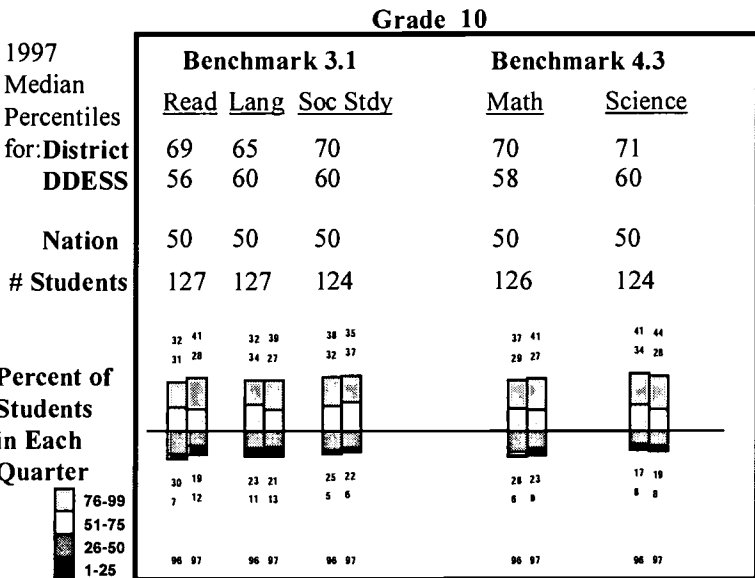 Grade 10
1997
Median
Percentiles
for:
Benchmark 3.1 Benchmark 4.3
Read Lang Soc Stdy Math Science
District 69 65 70 70 71
DDESS 56 60 60 58 60
Nation 50 50 50 50 50
# Students 127 127 124 126 124
32 41 32 39 38 35 37 41 41 44
31 28 34 27 32 37 29 27 34 28
Percent of
Students
in Each
Quarter
30 19 23 21 25 22 28 23 17 19
7 12 11 13 5 6 6 8 8
76-99
51-75
26-50
1-25
96 97 96 97 96 97 96 97 96 97